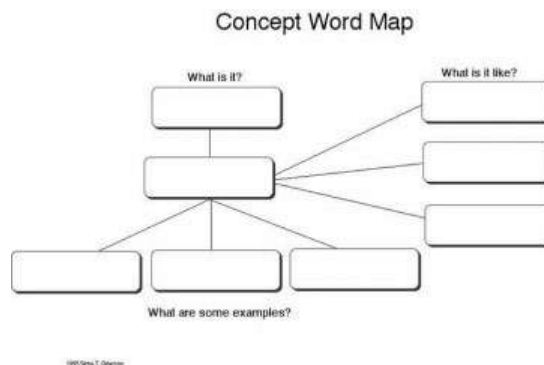 Concept Word Map
What is it?
What is it like?
What are some examples?